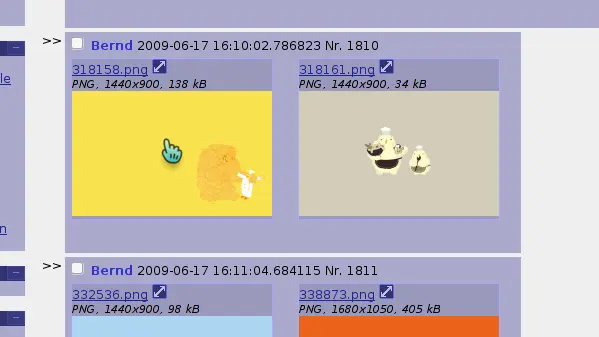 le
n
>> Bernd 2009-06-17 16:10:02.786823 Nr. 1810
318158.png 318161.png
PNG, 1440x900, 138 kB PNG, 1440x900, 34 kB
>> Bernd 2009-06-17 16:11:04.684115 Nr. 1811
332536.png 338873.png
PNG, 1440x900, 98 kB PNG, 1680x1050, 405 kB